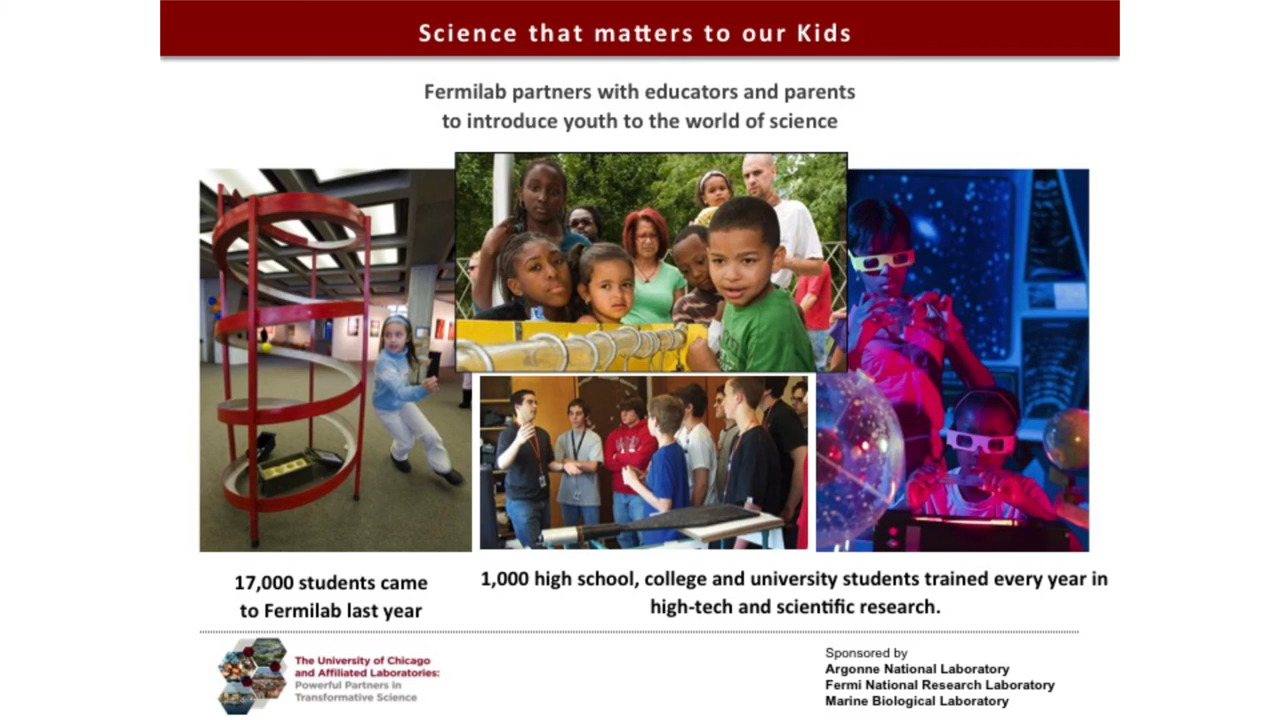 Science that matters to our Kids
Fermilab partners with educators and parents
to introduce youth to the world of science
17,000 students came
to Fermilab last year
1,000 high school, college and university students trained every year in
high-tech and scientific research.
The University of Chicago
and Affiliated Laboratories:
Powerful Partners in
Transformative Science
Sponsored by
Argonne National Laboratory
Fermi National Research Laboratory
Marine Biological Laboratory